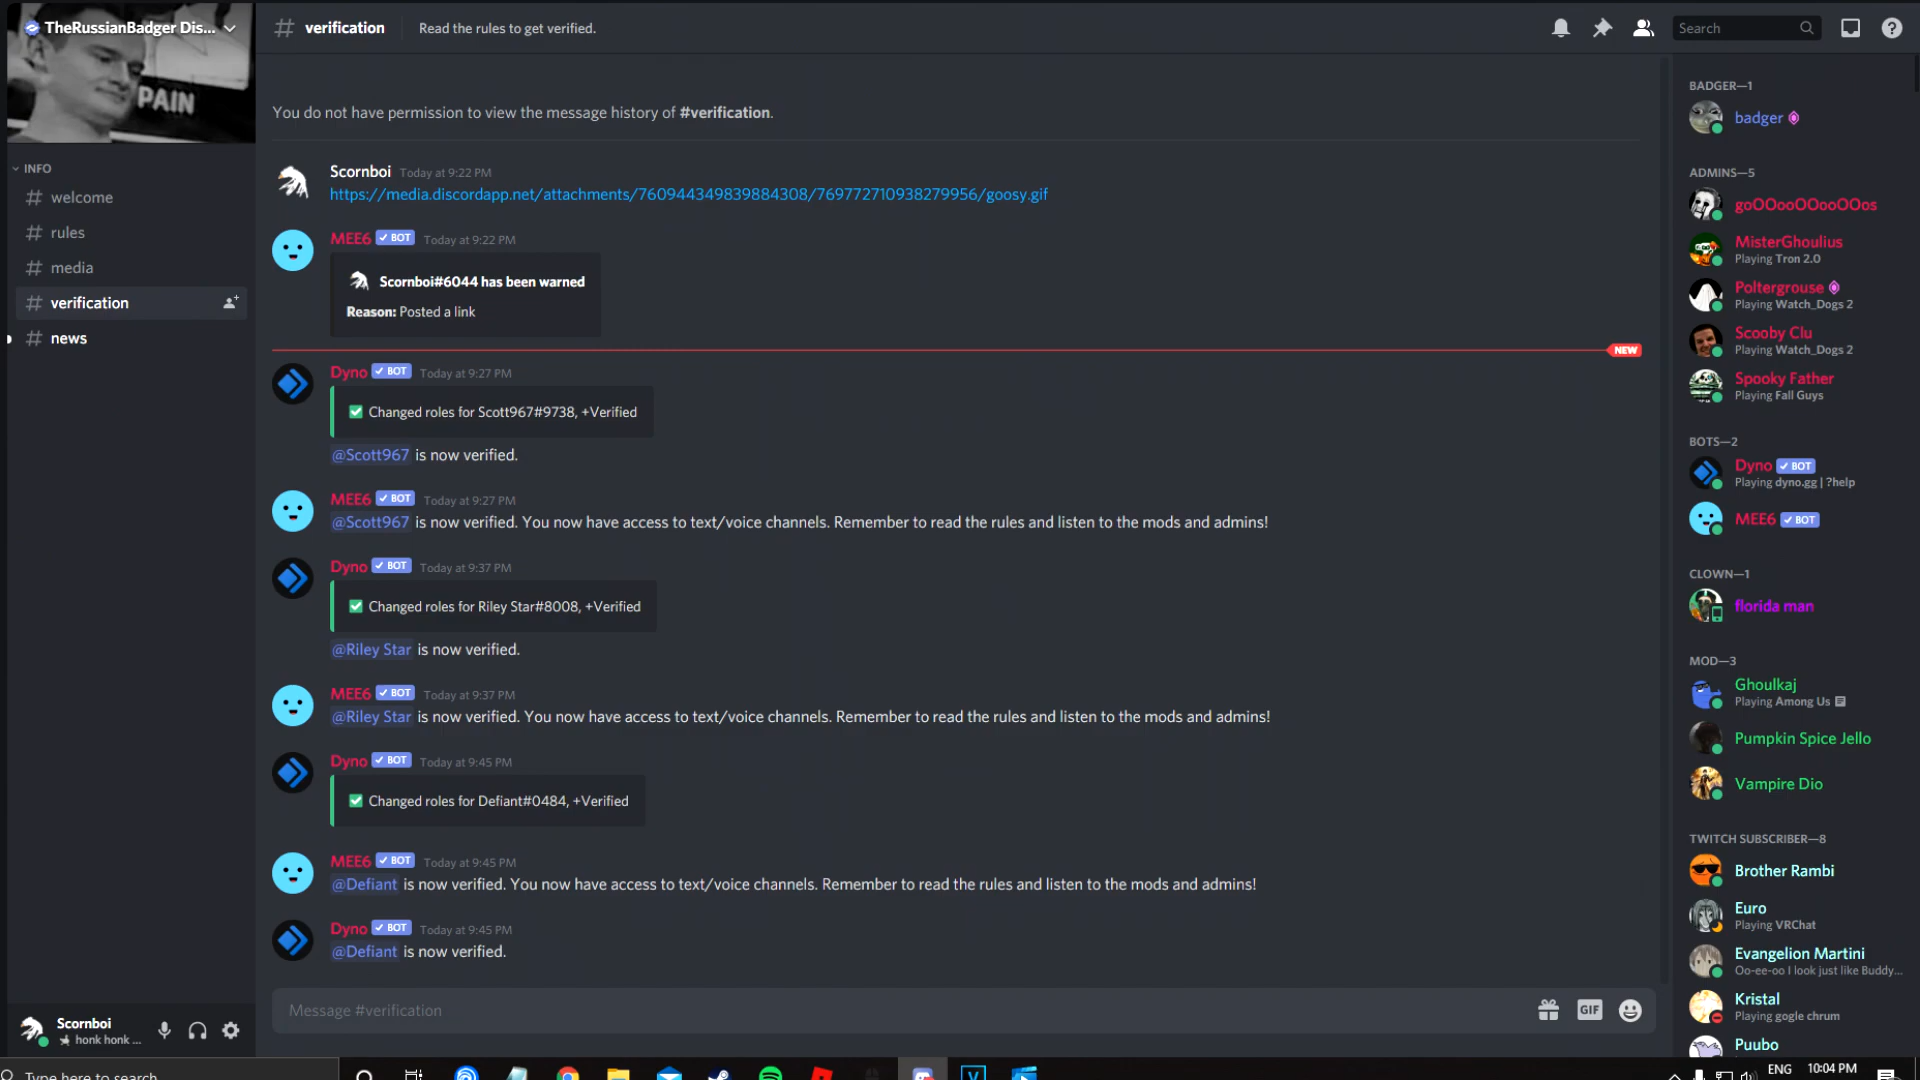 TheRussianBadger Dis...
PAIN
INFO
welcome
rules
media
verification
news
Scornboi
honk honk ...
# verification
Read the rules to get verified.
Search
You do not have permission to view the message history of #verification.
Scornboi Today at 9:22 PM
https://media.discordapp.net/attachments/760944349839884308/769772710938279956/goosy.gif
MEE6 BOT Today at 9:22 PM
Scornboi#6044 has been warned
Reason: Posted a link
NEW
Dyno BOT Today at 9:27 PM
Changed roles for Scott967#9738, +Verified
@Scott967 is now verified.
MEE6 BOT Today at 9:27 PM
@Scott967 is now verified. You now have access to text/voice channels. Remember to read the rules and listen to the mods and admins!
Dyno BOT Today at 9:37 PM
Changed roles for Riley Star#8008, +Verified
@Riley Star is now verified.
MEE6 BOT Today at 9:37 PM
@Riley Star is now verified. You now have access to text/voice channels. Remember to read the rules and listen to the mods and admins!
Dyno BOT Today at 9:45 PM
Changed roles for Defiant#0484, +Verified
MEE6 BOT Today at 9:45 PM
@Defiant is now verified. You now have access to text/voice channels. Remember to read the rules and listen to the mods and admins!
Dyno BOT Today at 9:45 PM
@Defiant is now verified.
Message #verification
GIF
BADGER—1
badger
ADMINS—5
goOOooOOooOOos
MisterGhoulius
Playing Tron 2.0
Poltergrouse
Playing Watch_Dogs 2
Scooby Clu
Playing Watch_Dogs 2
Spooky Father
Playing Fall Guys
BOTS—2
Dyno BOT
Playing dyno.gg | ?help
MEE6 BOT
CLOWN—1
florida man
MOD—3
Ghoulkaj
Playing Among Us
Pumpkin Spice Jello
Vampire Dio
TWITCH SUBSCRIBER—8
Brother Rambi
Euro
Playing VRChat
Evangelion Martini
Oo-ee-oo I look just like Buddy...
Kristal
Playing gogle chrum
Puubo
Type here to search
ENG
10:04 PM